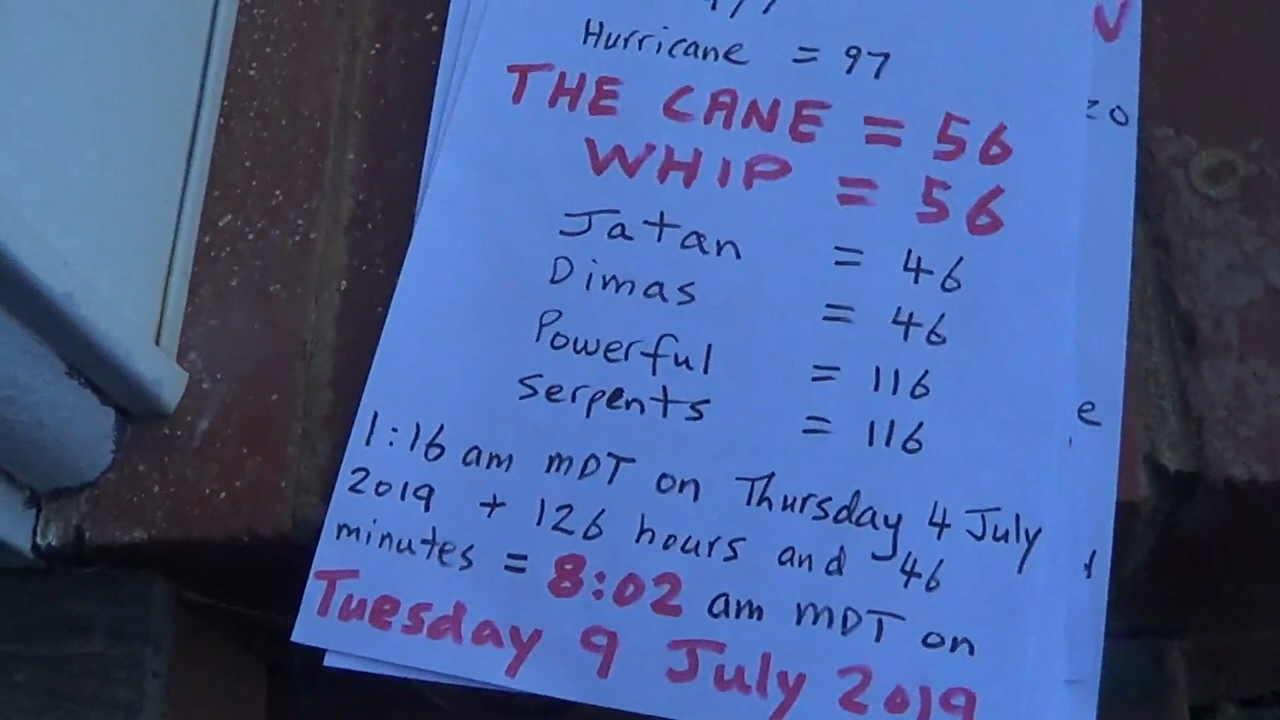 Hurricane = 97
THE CANE = 56
WHIP = 56
Jatan = 46
Dimas = 46
Powerful = 116
Serpents = 116
1:16 am MDT on Thursday 4 July
2019 + 126 hours and 46
minutes = 8:02 am MDT on
Tuesday 9 July 2019